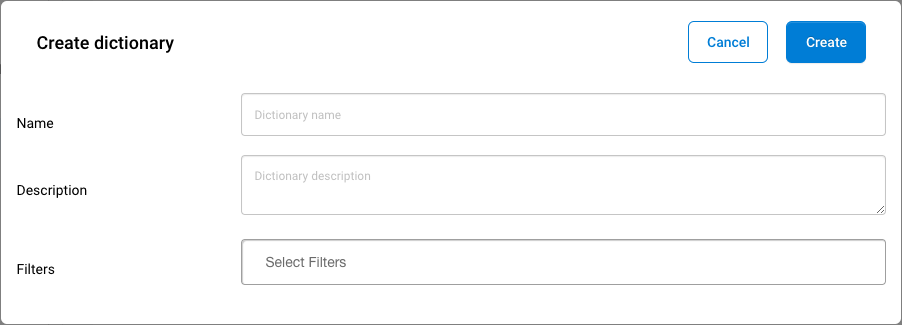 Create dictionary
Cancel
Create
Name
Dictionary name
Description
Dictionary description
Filters
Select Filters